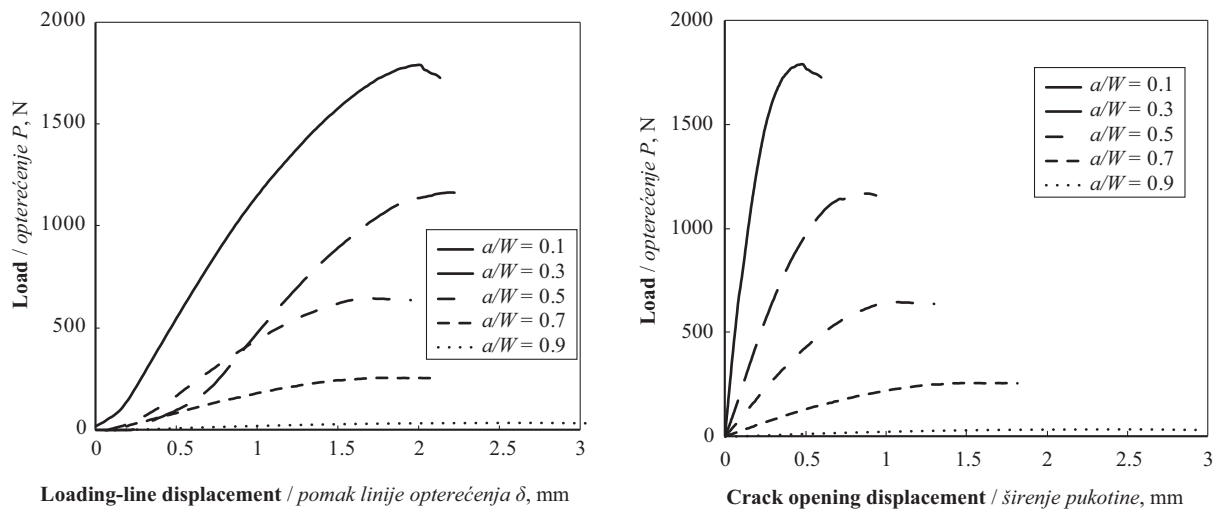 2000
1500
1000
500
0
Load / opterećenje P, N
a/W = 0.1
a/W = 0.3
a/W = 0.5
a/W = 0.7
a/W = 0.9
0 0.5 1 1.5 2 2.5 3
Loading-line displacement / pomak linije opterećenja δ, mm
2000
1500
1000
500
0
Load / opterećenje P, N
a/W = 0.1
a/W = 0.3
a/W = 0.5
a/W = 0.7
a/W = 0.9
0 0.5 1 1.5 2 2.5 3
Crack opening displacement / širenje pukotine, mm